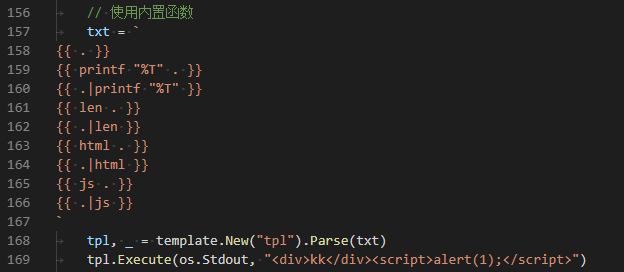 156 // 使用内置函数
157 txt = `
158 {{ . }}
159 {{ printf "%T" . }}
160 {{ .|printf "%T" }}
161 {{ len . }}
162 {{ .|len }}
163 {{ html . }}
164 {{ .|html }}
165 {{ js . }}
166 {{ .|js }}
167 `
168 tpl, _ = template.New("tpl").Parse(txt)
169 tpl.Execute(os.Stdout, "<div>kk</div><script>alert(1);</script>")